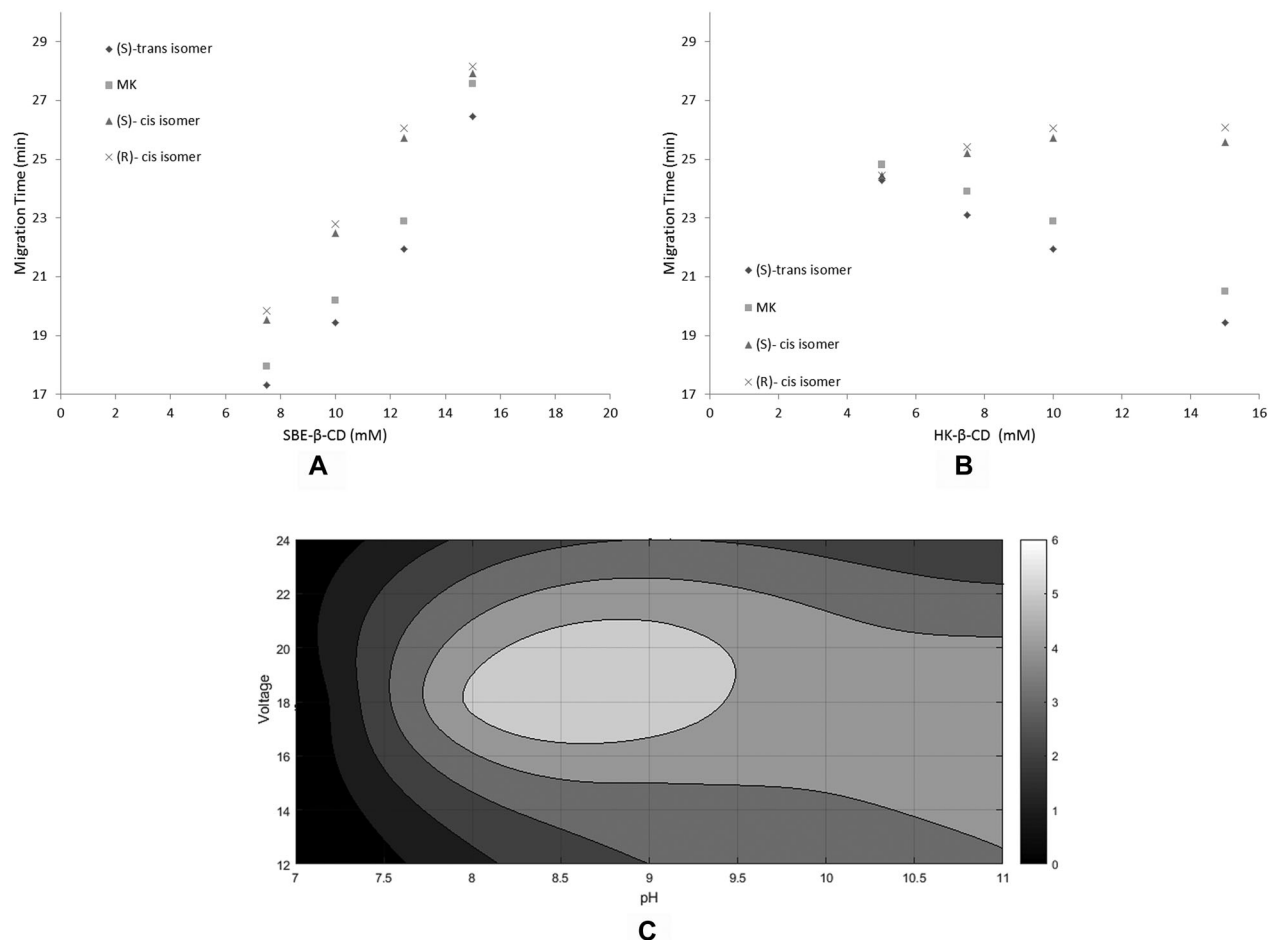 29
27
25
23
21
19
17
Migration Time (min)
(S)-trans isomer
MK
(S)- cis isomer
(R)- cis isomer
0 2 4 6 8 10 12 14 16 18 20
SBE-β-CD (mM)
A
29
27
25
23
21
19
17
Migration Time (min)
(S)-trans isomer
MK
(S)- cis isomer
(R)- cis isomer
0 2 4 6 8 10 12 14 16
HK-β-CD (mM)
B
24
22
20
18
16
14
12
Voltage
7 7.5 8 8.5 9 9.5 10 10.5 11
pH
6
5
4
3
2
1
0
C